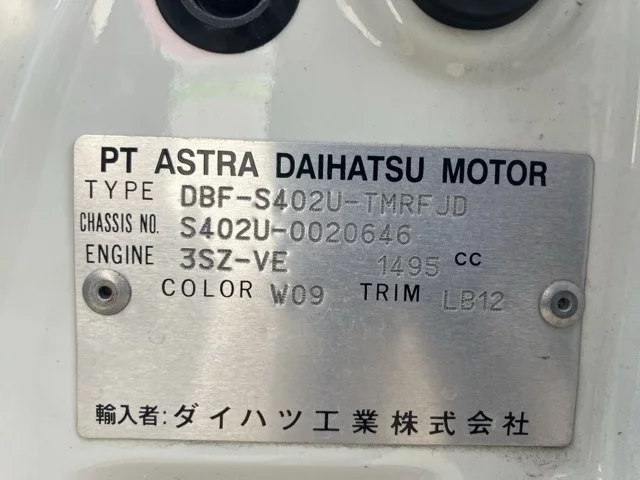 PT ASTRA DAIHATSU MOTOR
TYPE DBF-S402U-TMRFJD
CHASSIS NO. S402U-0020646
ENGINE 3SZ-VE 1495 CC
COLOR W09 TRIM LB12
輸入者: ダイハツ工業株式会社